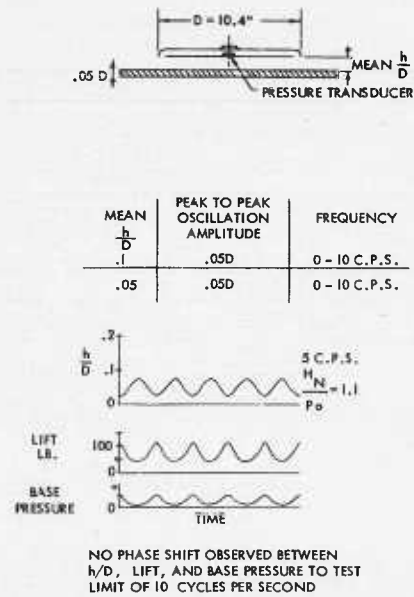 D = 10.4"
.05 D
MEAN h/D
PRESSURE TRANSDUCER
MEAN h/D
PEAK TO PEAK OSCILLATION AMPLITUDE
FREQUENCY
.1 .05D 0 – 10 C.P.S.
.05 .05D 0 – 10 C.P.S.
h/D
.2
.1
0
5 C.P.S.
H_N/Po = 1.1
LIFT LB.
100
0
BASE PRESSURE
0
TIME
NO PHASE SHIFT OBSERVED BETWEEN
h/D, LIFT, AND BASE PRESSURE TO TEST
LIMIT OF 10 CYCLES PER SECOND